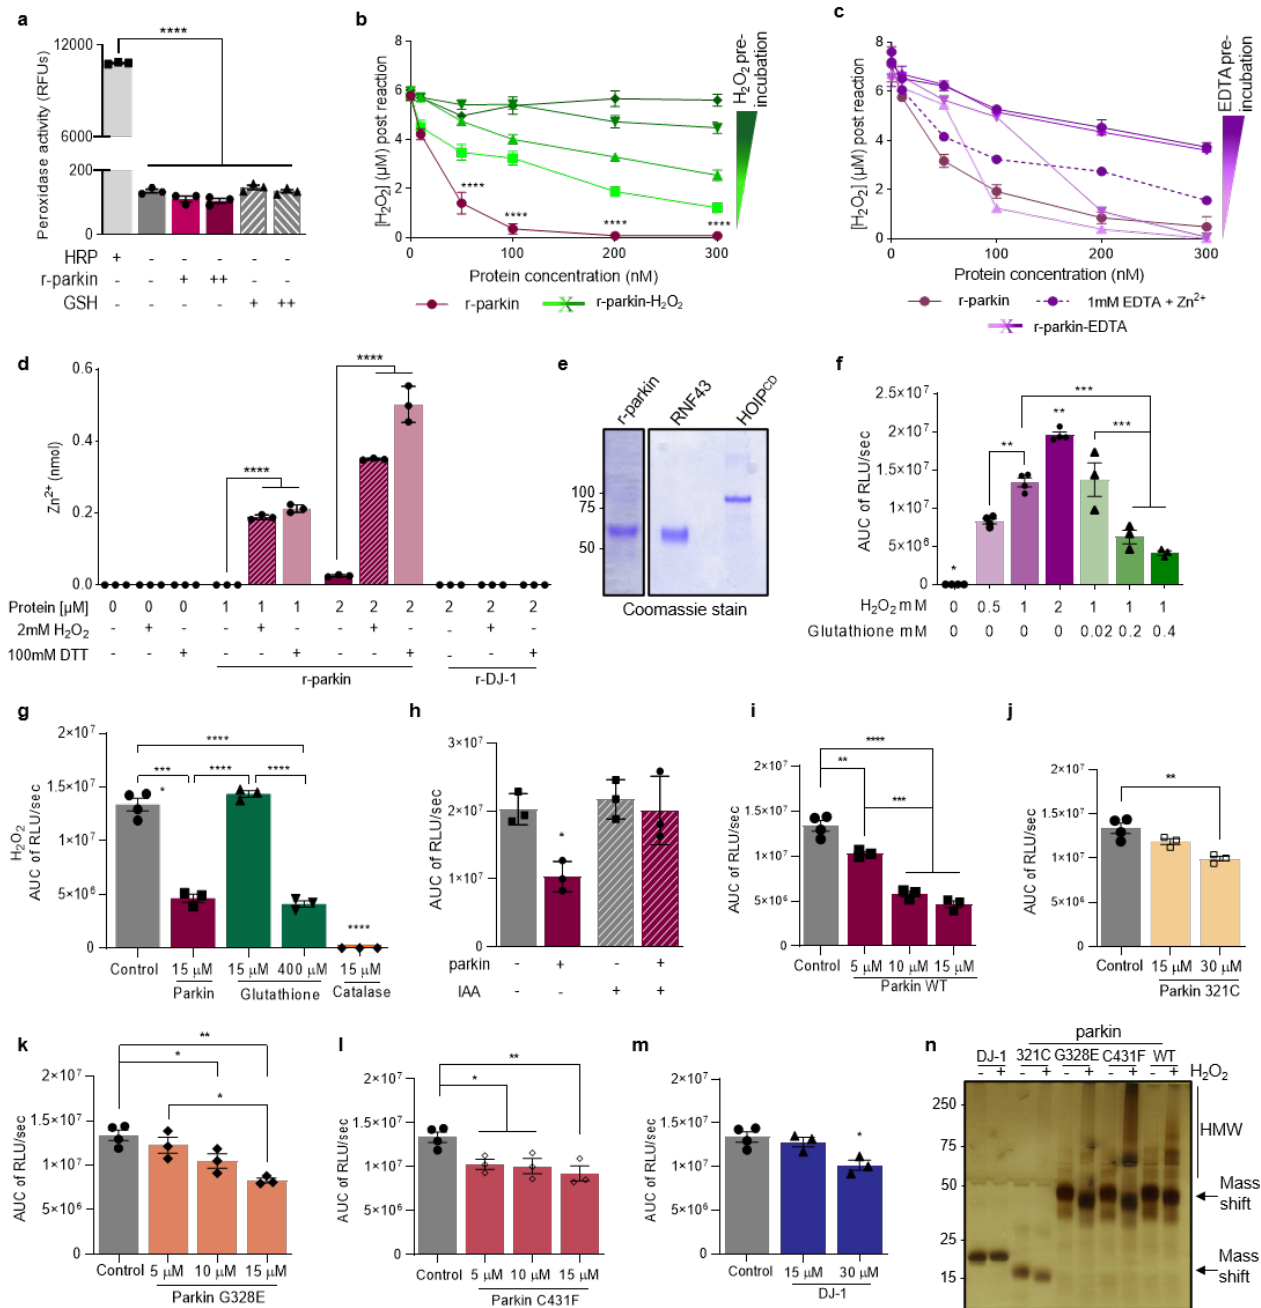 a
****
12000
6000
200
0
Peroxidase activity (RFUs)
HRP + - - - - -
r-parkin - - + ++ - -
GSH - - - - + ++
b
8
6
4
2
0
[H₂O₂] (µM) post reaction
****
****
****
****
0 100 200 300
Protein concentration (nM)
r-parkin
r-parkin-H₂O₂
H₂O₂ pre-
incubation
c
8
6
4
2
0
[H₂O₂] (µM) post reaction
0 100 200 300
Protein concentration (nM)
r-parkin
1mM EDTA + Zn²⁺
r-parkin-EDTA
EDTA pre-
incubation
d
0.6
0.4
0.2
0.0
Zn²⁺ (nmol)
****
****
Protein [µM] 0 0 0 1 1 1 2 2 2 2 2 2
2mM H₂O₂ - + - - + - - + - - + -
100mM DTT - - + - - + - - + - - +
r-parkin
r-DJ-1
e
r-parkin
RNF43
HOIPᶜᴰ
100
75
50
Coomassie stain
f
2.5×10⁷
2×10⁷
1.5×10⁷
1×10⁷
5×10⁶
0
AUC of RLU/sec
*
**
**
***
***
H₂O₂ mM 0 0.5 1 2 1 1 1
Glutathione mM 0 0 0 0 0.02 0.2 0.4
g
2×10⁷
1.5×10⁷
1×10⁷
5×10⁶
0
H₂O₂
AUC of RLU/sec
****
*** **** ****
*
****
Control 15 µM 15 µM 400 µM 15 µM
Parkin Glutathione Catalase
h
3×10⁷
2×10⁷
1×10⁷
0
AUC of RLU/sec
*
parkin - + - +
IAA - - + +
i
2×10⁷
1.5×10⁷
1×10⁷
5×10⁶
0
AUC of RLU/sec
****
**
***
Control 5 µM 10 µM 15 µM
Parkin WT
j
2×10⁷
1.5×10⁷
1×10⁷
5×10⁶
0
AUC of RLU/sec
**
Control 15 µM 30 µM
Parkin 321C
k
2×10⁷
1.5×10⁷
1×10⁷
5×10⁶
0
AUC of RLU/sec
**
*
*
Control 5 µM 10 µM 15 µM
Parkin G328E
l
2×10⁷
1.5×10⁷
1×10⁷
5×10⁶
0
AUC of RLU/sec
**
*
Control 5 µM 10 µM 15 µM
Parkin C431F
m
2×10⁷
1.5×10⁷
1×10⁷
5×10⁶
0
AUC of RLU/sec
*
Control 15 µM 30 µM
DJ-1
n
parkin
DJ-1 321C G328E C431F WT
- + - + - + - + - + H₂O₂
250
75
50
25
15
HMW
Mass
shift
Mass
shift